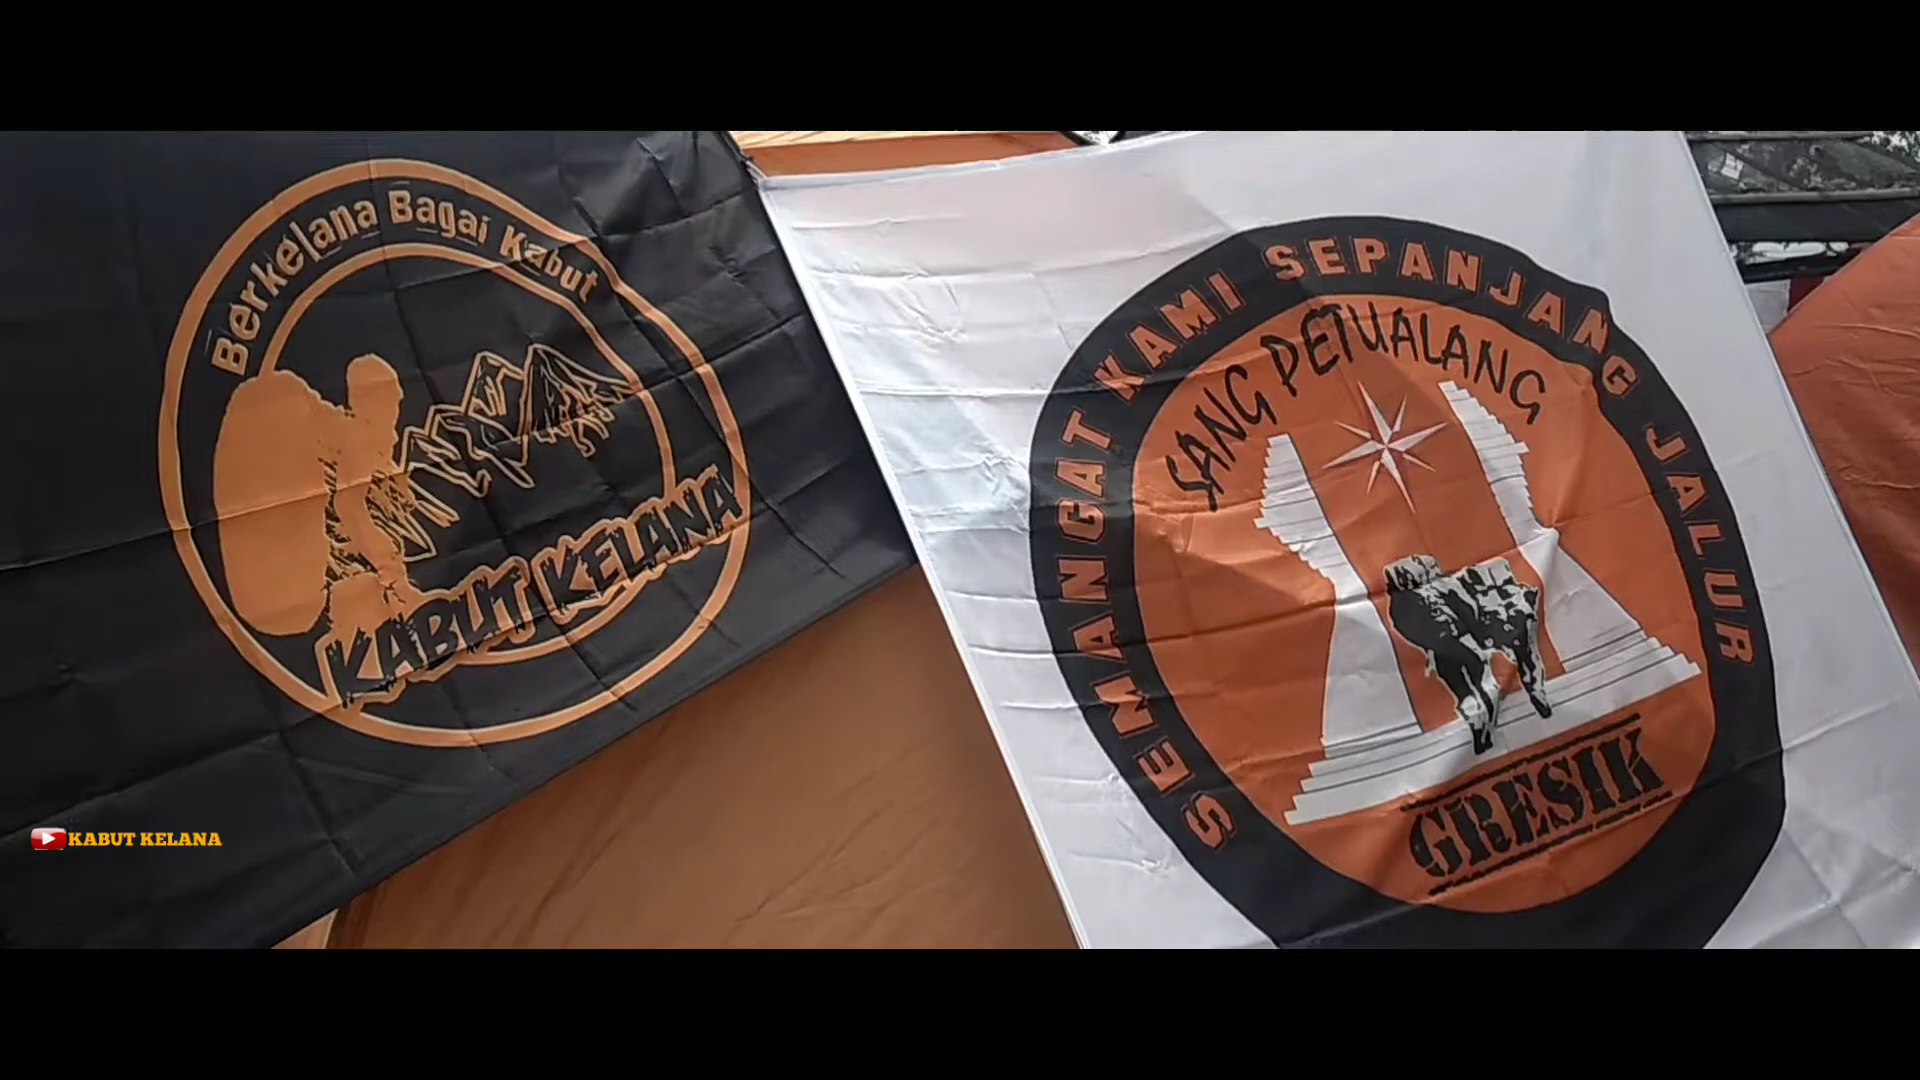 Berkelana Bagai Kabut
KABUT KELANA
SEMANGAT KAMI SEPANJANG JALUR
SANG PETUALANG
GRESIK
KABUT KELANA